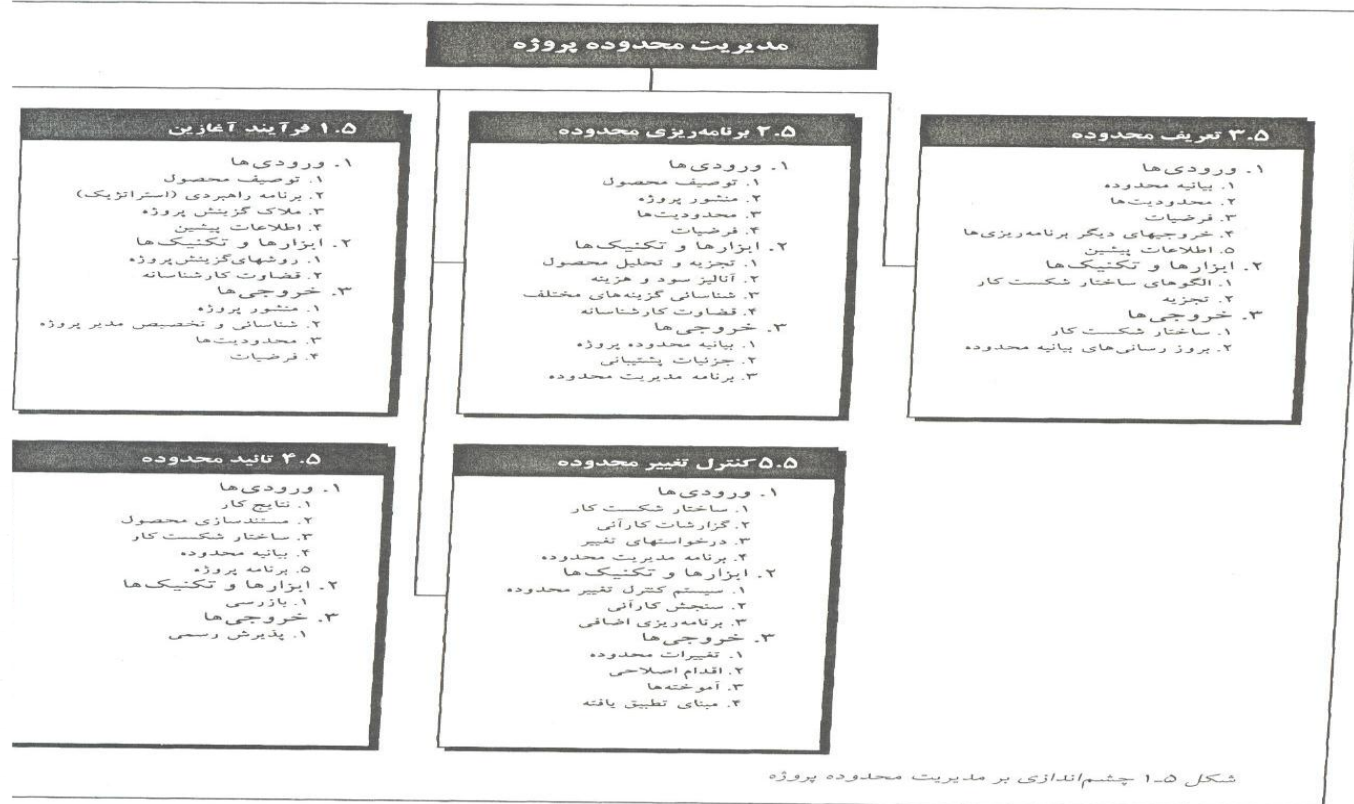 مدیریت محدوده پروژه
۱.۵ فرآیند آغازین
۱. ورودی‌ها
۱. توصیف محصول
۲. برنامه راهبردی (استراتژیک)
۳. ملاک گزینش پروژه
۴. اطلاعات پیشین
۲. ابزارها و تکنیک‌ها
۱. روشهای گزینش پروژه
۲. قضاوت کارشناسانه
۳. خروجی‌ها
۱. منشور پروژه
۲. شناسائی و تخصیص مدیر پروژه
۳. محدودیت‌ها
۴. فرضیات
۲.۵ برنامه‌ریزی محدوده
۱. ورودی‌ها
۱. توصیف محصول
۲. منشور پروژه
۳. محدودیت‌ها
۴. فرضیات
۲. ابزارها و تکنیک‌ها
۱. تجزیه و تحلیل محصول
۲. آنالیز سود و هزینه
۳. شناسائی گزینه‌های مختلف
۴. قضاوت کارشناسانه
۳. خروجی‌ها
۱. بیانیه محدوده پروژه
۲. جزئیات پشتیبانی
۳. برنامه مدیریت محدوده
۳.۵ تعریف محدوده
۱. ورودی‌ها
۱. بیانیه محدوده
۲. محدودیت‌ها
۳. فرضیات
۴. خروجیهای دیگر برنامه‌ریزی‌ها
۵. اطلاعات پیشین
۲. ابزارها و تکنیک‌ها
۱. الگوهای ساختار شکست کار
۲. تجزیه
۳. خروجی‌ها
۱. ساختار شکست کار
۲. بروز رسانی‌های بیانیه محدوده
۴.۵ تائید محدوده
۱. ورودی‌ها
۱. نتایج کار
۲. مستندسازی محصول
۳. ساختار شکست کار
۴. بیانیه محدوده
۵. برنامه پروژه
۲. ابزارها و تکنیک‌ها
۱. بازرسی
۳. خروجی‌ها
۱. پذیرش رسمی
۵.۵ کنترل تغییر محدوده
۱. ورودی‌ها
۱. ساختار شکست کار
۲. گزارشات کارآئی
۳. درخواستهای تغییر
۴. برنامه مدیریت محدوده
۲. ابزارها و تکنیک‌ها
۱. سیستم کنترل تغییر محدوده
۲. سنجش کارآئی
۳. برنامه‌ریزی اضافی
۳. خروجی‌ها
۱. تغییرات محدوده
۲. اقدام اصلاحی
۳. آموخته‌ها
۴. مبنای تطبیق یافته
شکل ۵-۱ چشم‌اندازی بر مدیریت محدوده پروژه